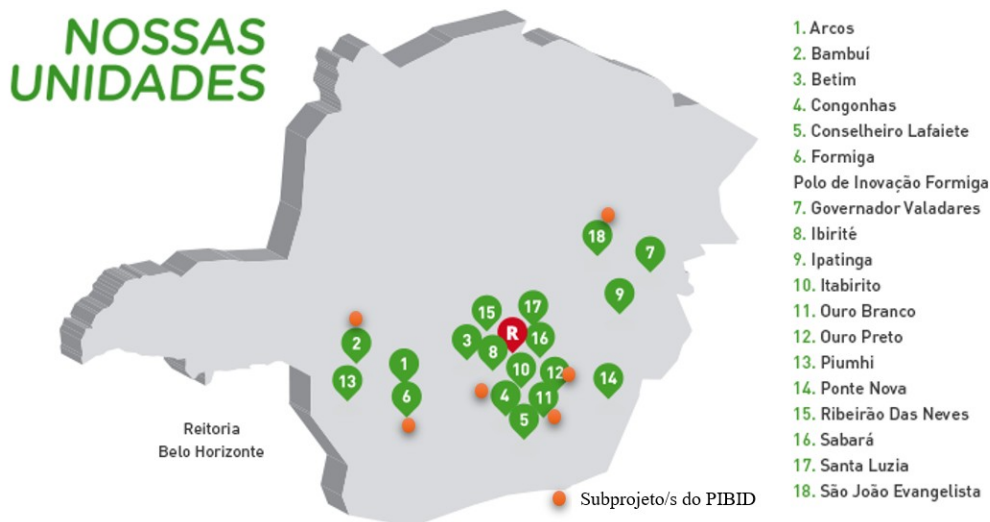 NOSSAS
UNIDADES
1. Arcos
2. Bambuí
3. Betim
4. Congonhas
5. Conselheiro Lafaiete
6. Formiga
Polo de Inovação Formiga
7. Governador Valadares
8. Ibirité
9. Ipatinga
10. Itabirito
11. Ouro Branco
12. Ouro Preto
13. Piumhi
14. Ponte Nova
15. Ribeirão Das Neves
16. Sabará
17. Santa Luzia
18. São João Evangelista
18
7
9
15
17
R
16
3
8
2
1
13
6
10
12
14
4
11
5
Reitoria
Belo Horizonte
Subprojeto/s do PIBID